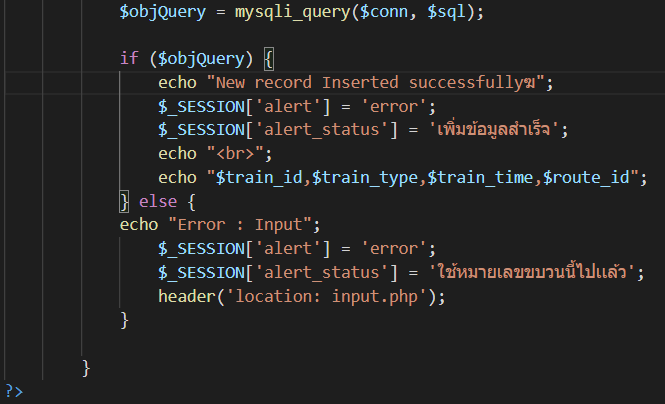 $objQuery = mysqli_query($conn, $sql);
if ($objQuery) {
echo "New record Inserted successfullyฆ";
$_SESSION['alert'] = 'error';
$_SESSION['alert_status'] = 'เพิ่มข้อมูลสำเร็จ';
echo "<br>";
echo "$train_id,$train_type,$train_time,$route_id";
} else {
echo "Error : Input";
$_SESSION['alert'] = 'error';
$_SESSION['alert_status'] = 'ใช้หมายเลขขบวนนี้ไปแล้ว';
header('location: input.php');
}
}
?>